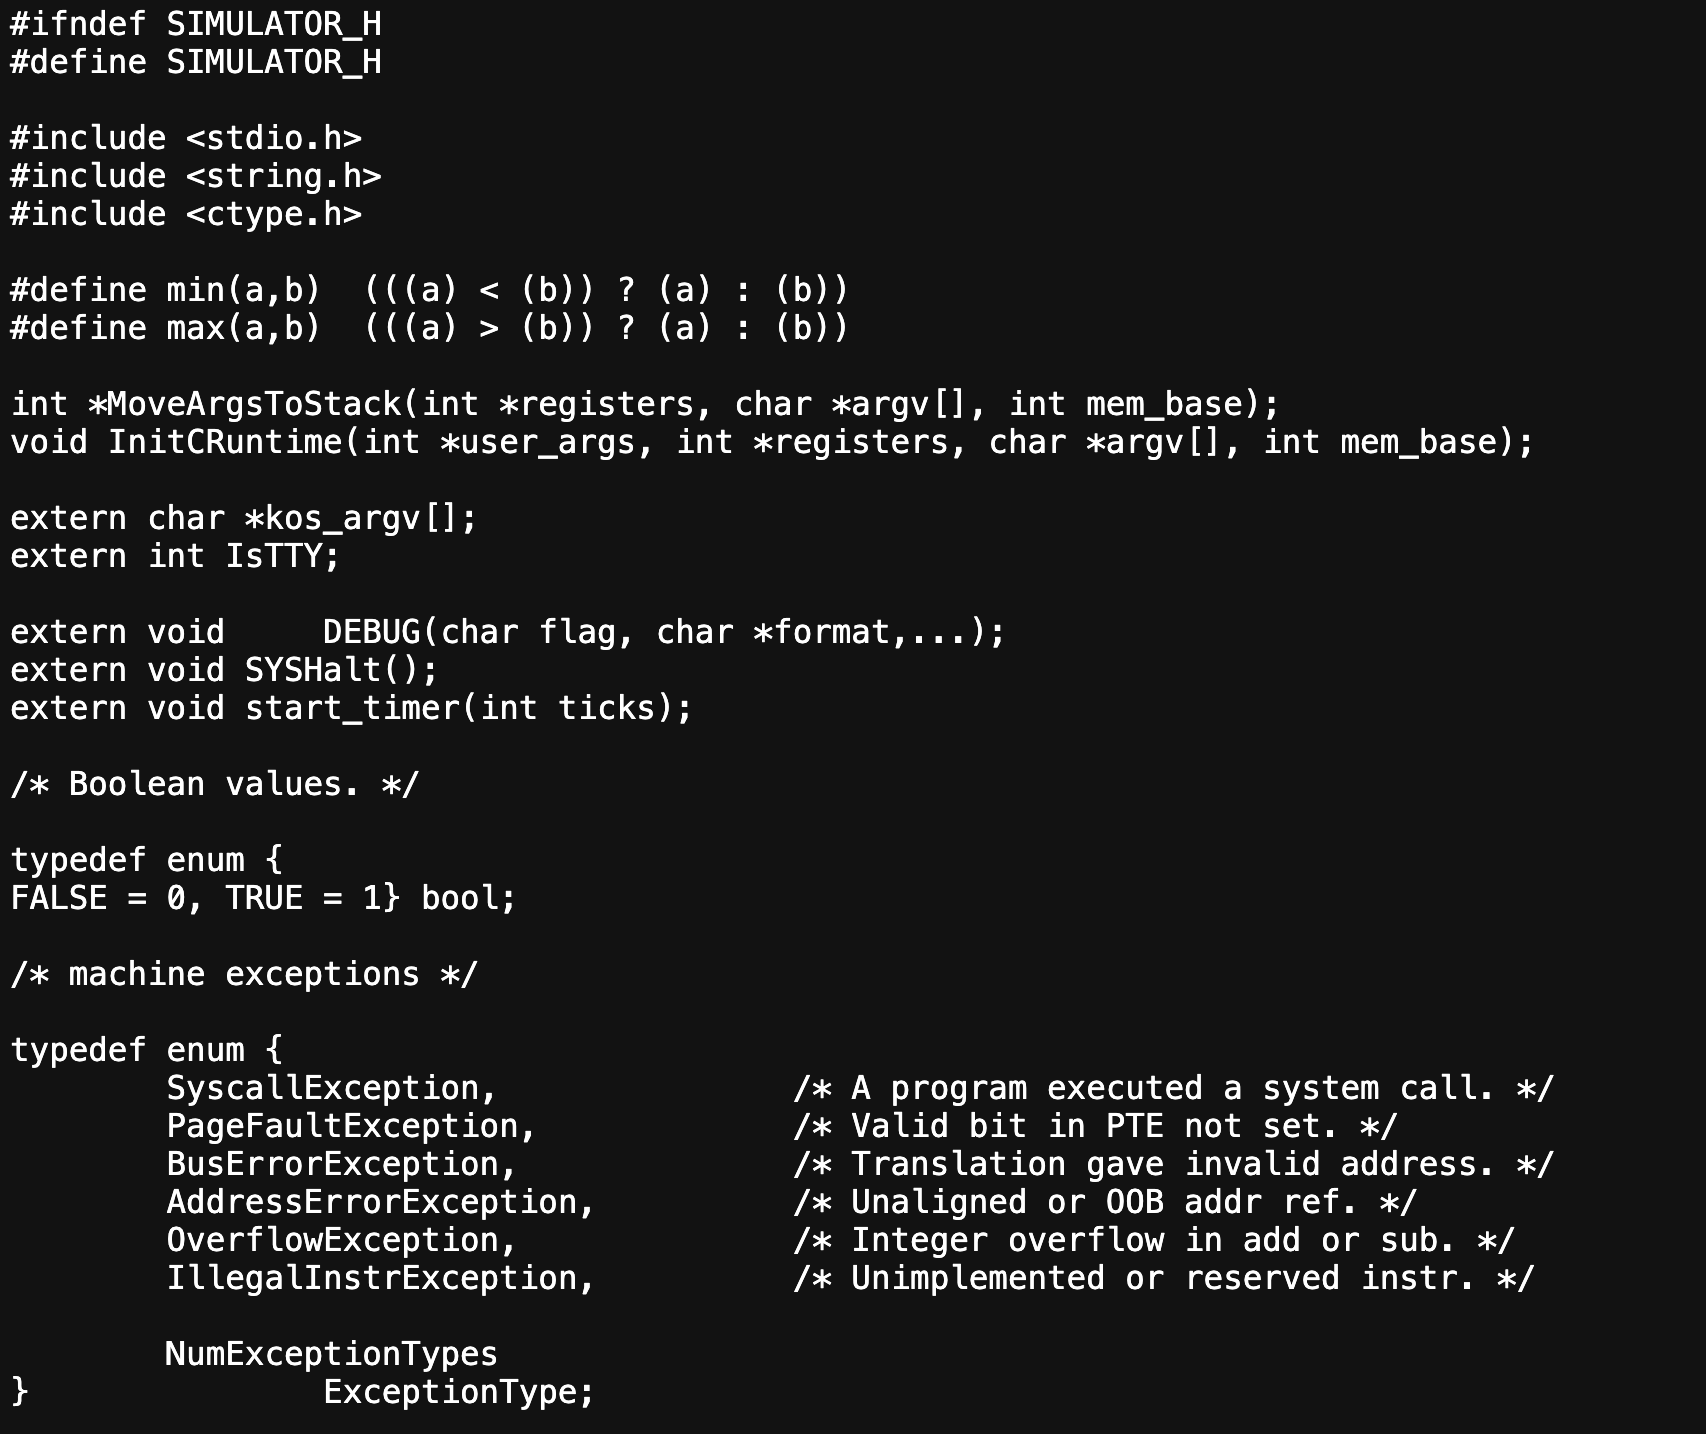 #ifndef SIMULATOR_H
#define SIMULATOR_H

#include <stdio.h>
#include <string.h>
#include <ctype.h>

#define min(a,b)  (((a) < (b)) ? (a) : (b))
#define max(a,b)  (((a) > (b)) ? (a) : (b))

int *MoveArgsToStack(int *registers, char *argv[], int mem_base);
void InitCRuntime(int *user_args, int *registers, char *argv[], int mem_base);

extern char *kos_argv[];
extern int IsTTY;

extern void     DEBUG(char flag, char *format,...);
extern void SYSHalt();
extern void start_timer(int ticks);

/* Boolean values. */

typedef enum {
FALSE = 0, TRUE = 1} bool;

/* machine exceptions */

typedef enum {
        SyscallException,               /* A program executed a system call. */
        PageFaultException,             /* Valid bit in PTE not set. */
        BusErrorException,              /* Translation gave invalid address. */
        AddressErrorException,          /* Unaligned or OOB addr ref. */
        OverflowException,              /* Integer overflow in add or sub. */
        IllegalInstrException,          /* Unimplemented or reserved instr. */

        NumExceptionTypes
}               ExceptionType;